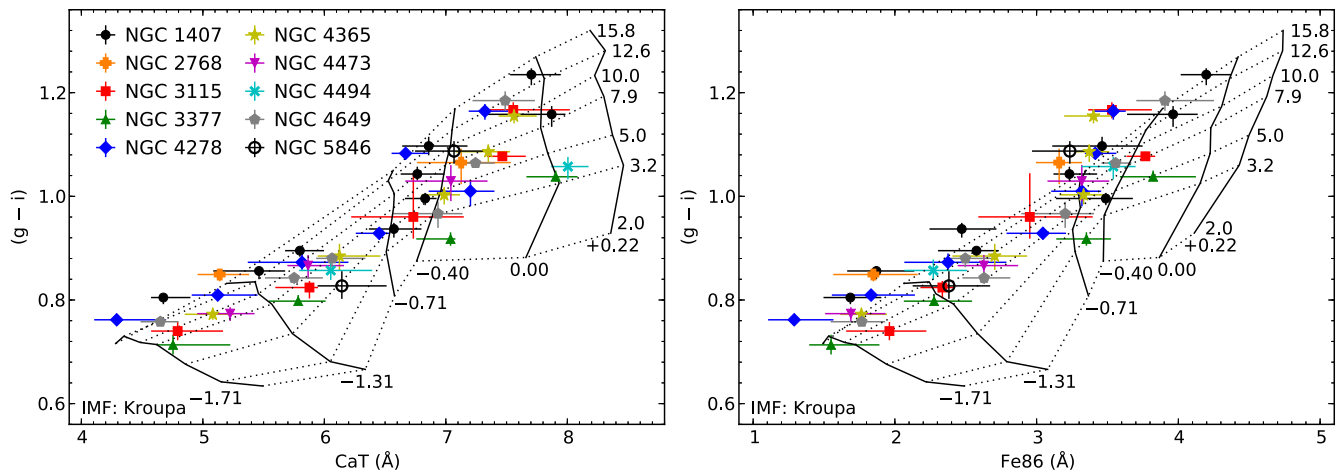 NGC 1407
NGC 2768
NGC 3115
NGC 3377
NGC 4278
NGC 4365
NGC 4473
NGC 4494
NGC 4649
NGC 5846
15.8
12.6
10.0
7.9
5.0
3.2
2.0
+0.22
0.00
−0.40
−0.71
−1.31
−1.71
IMF: Kroupa
1.2
1.0
0.8
0.6
(g − i)
4 5 6 7 8
CaT (Å)
15.8
12.6
10.0
7.9
5.0
3.2
2.0
+0.22
0.00
−0.40
−0.71
−1.31
−1.71
IMF: Kroupa
1.2
1.0
0.8
0.6
(g − i)
1 2 3 4 5
Fe86 (Å)